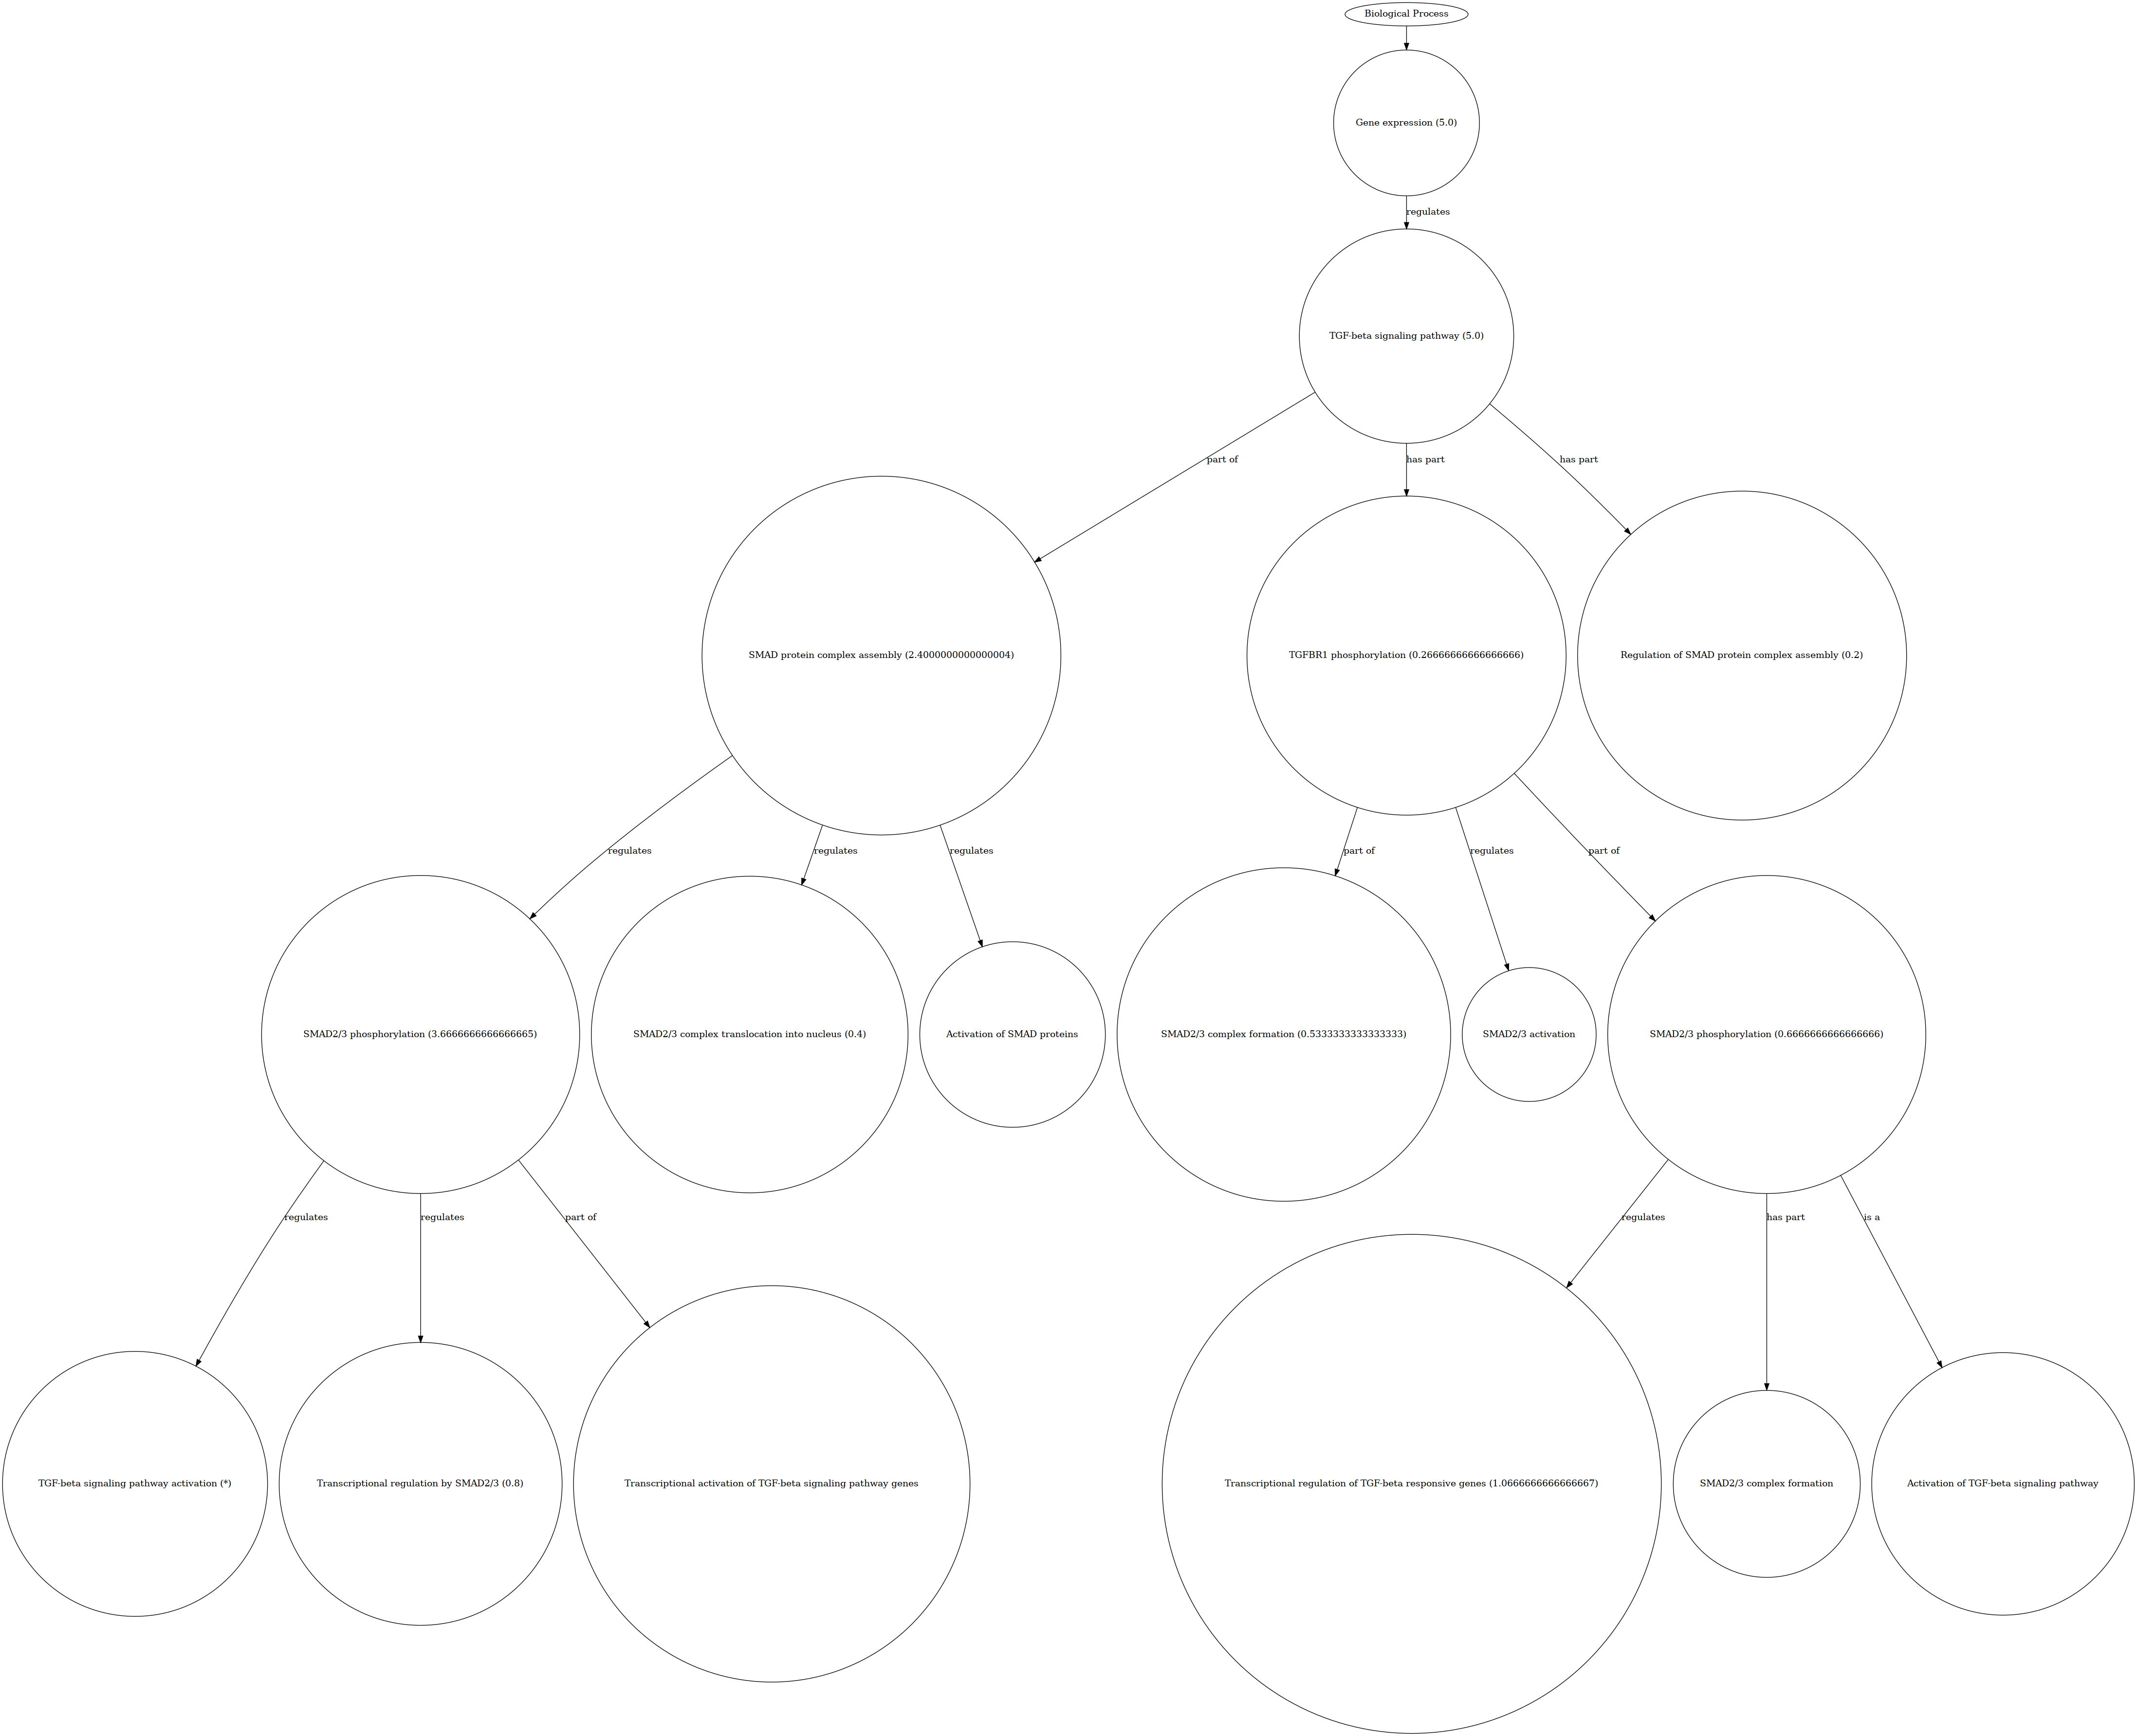 Biological Process
Gene expression (5.0)
regulates
TGF-beta signaling pathway (5.0)
part of
has part
has part
SMAD protein complex assembly (2.4000000000000004)
TGFBR1 phosphorylation (0.26666666666666666)
Regulation of SMAD protein complex assembly (0.2)
regulates
regulates
regulates
part of
regulates
part of
SMAD2/3 phosphorylation (3.6666666666666665)
SMAD2/3 complex translocation into nucleus (0.4)
Activation of SMAD proteins
SMAD2/3 complex formation (0.5333333333333333)
SMAD2/3 activation
SMAD2/3 phosphorylation (0.6666666666666666)
regulates
regulates
part of
regulates
has part
is a
TGF-beta signaling pathway activation (*)
Transcriptional regulation by SMAD2/3 (0.8)
Transcriptional activation of TGF-beta signaling pathway genes
Transcriptional regulation of TGF-beta responsive genes (1.0666666666666667)
SMAD2/3 complex formation
Activation of TGF-beta signaling pathway